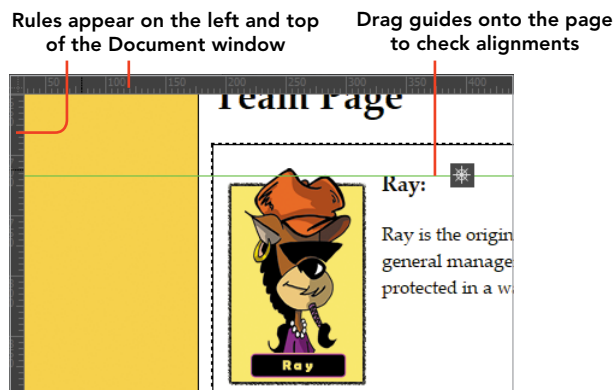 Rules appear on the left and top
of the Document window
Drag guides onto the page
to check alignments
50 100 150 200 250 300 350 400
Team Page
Ray:
Ray is the origin
general manage
protected in a w
Ray